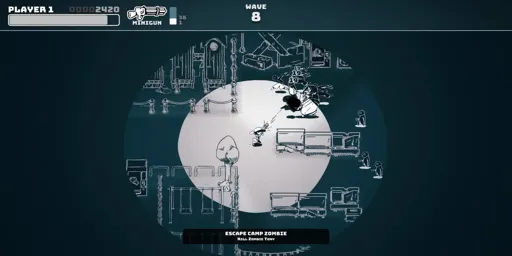 PLAYER 1 00002420
MINIGUN
WAVE
8
ESCAPE CAMP ZOMBIE
KILL ZOMBIE TONY